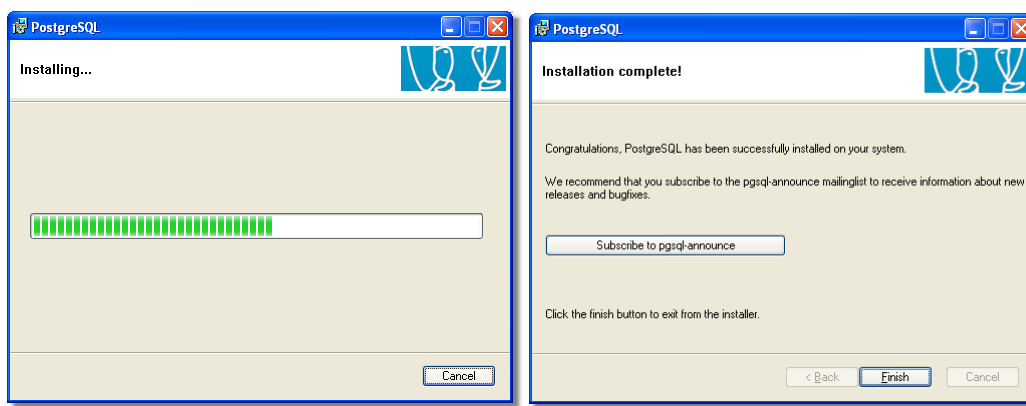 PostgreSQL
Installing...
Cancel
PostgreSQL
Installation complete!
Congratulations, PostgreSQL has been successfully installed on your system.
We recommend that you subscribe to the pgsql-announce mailinglist to receive information about new
releases and bugfixes.
Subscribe to pgsql-announce
Click the finish button to exit from the installer.
< Back Finish Cancel